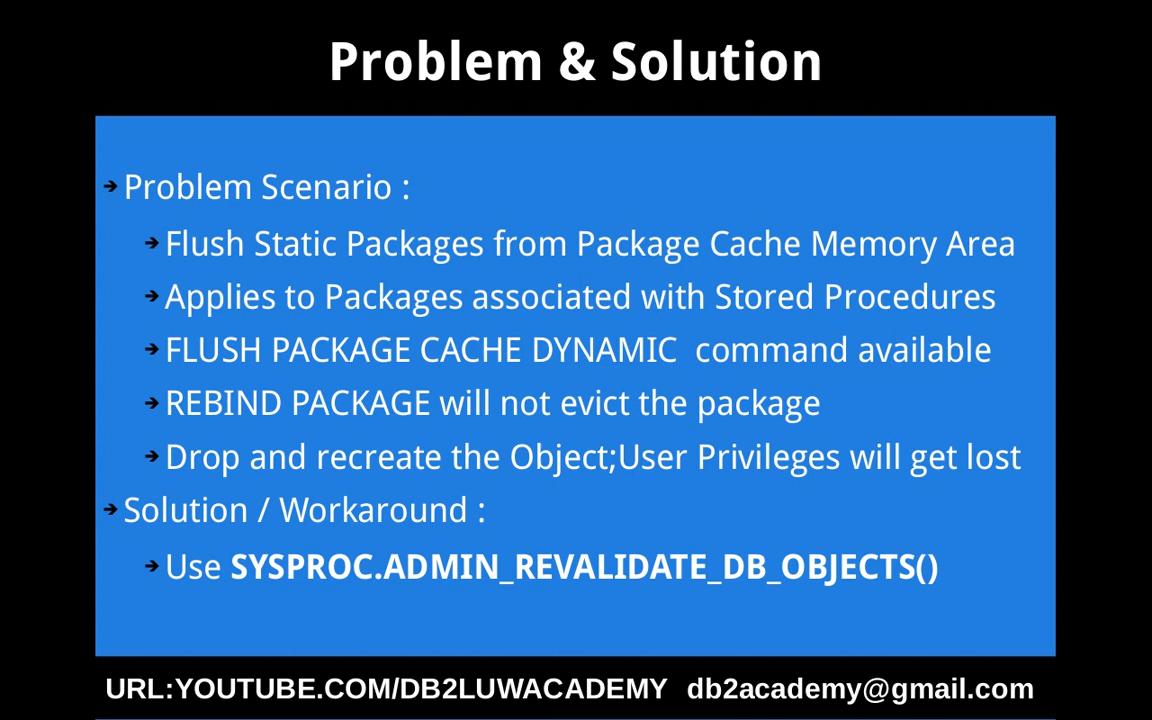 Problem & Solution
Problem Scenario :
Flush Static Packages from Package Cache Memory Area
Applies to Packages associated with Stored Procedures
FLUSH PACKAGE CACHE DYNAMIC  command available
REBIND PACKAGE will not evict the package
Drop and recreate the Object;User Privileges will get lost
Solution / Workaround :
Use SYSPROC.ADMIN_REVALIDATE_DB_OBJECTS()
URL:YOUTUBE.COM/DB2LUWACADEMY  db2academy@gmail.com